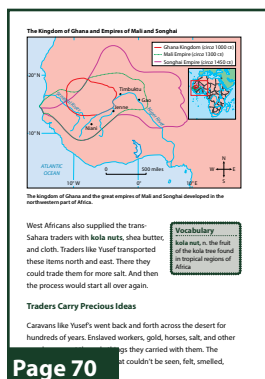 The Kingdom of Ghana and Empires of Mali and Songhai
Ghana Kingdom (circa 1000 CE)
Mali Empire (circa 1300 CE)
Songhai Empire (circa 1450 CE)
20°N
Timbuktu
Gao
Jenne
Niani
10°N
ATLANTIC
OCEAN
0 500 miles
N
W E
S
10°W 0° 10°E
The kingdom of Ghana and the great empires of Mali and Songhai developed in the
northwestern part of Africa.
West Africans also supplied the trans-
Sahara traders with kola nuts, shea butter,
and cloth. Traders like Yusef transported
these items north and east. There they
could trade them for more salt. And then
the process would start all over again.
Vocabulary
kola nut, n. the fruit
of the kola tree found
in tropical regions of
Africa
Traders Carry Precious Ideas
Caravans like Yusef's went back and forth across the desert for
hundreds of years. Enslaved workers, gold, horses, salt, and other
they carried with them. The
couldn't be seen, felt, smelled,
Page 70